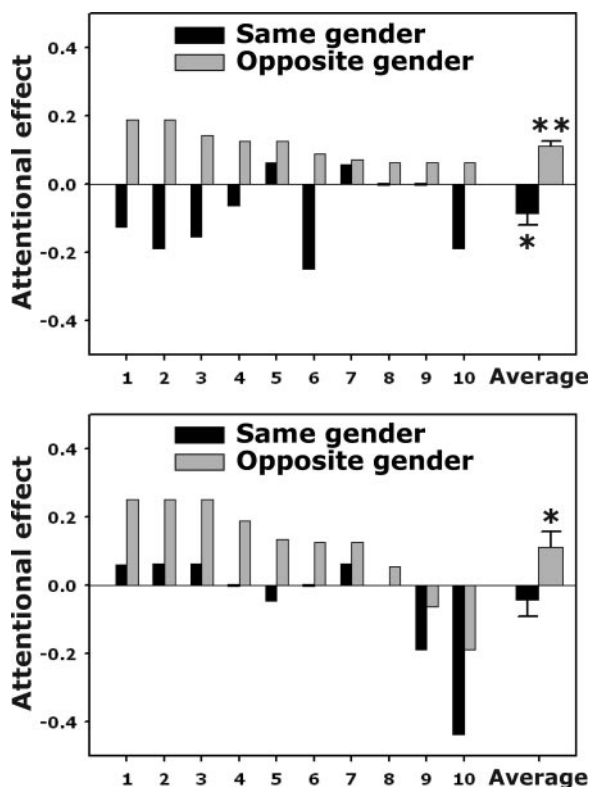 Attentional effect
0.4
0.2
0.0
-0.2
-0.4
Same gender
Opposite gender
**
*
1 2 3 4 5 6 7 8 9 10 Average
Attentional effect
0.4
0.2
0.0
-0.2
-0.4
Same gender
Opposite gender
*
1 2 3 4 5 6 7 8 9 10 Average